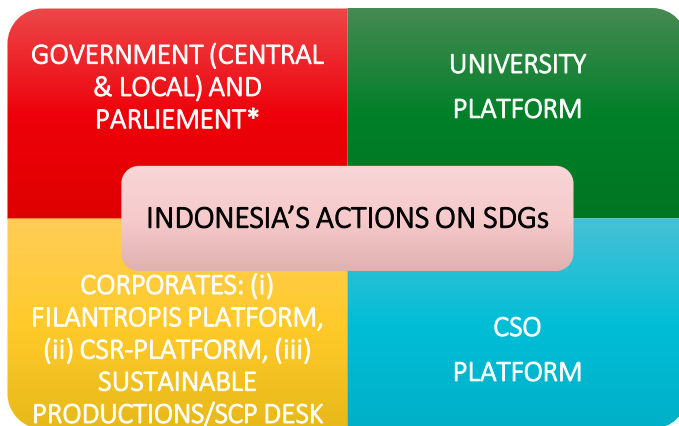 GOVERNMENT (CENTRAL
& LOCAL) AND
PARLIEMENT*
UNIVERSITY
PLATFORM
INDONESIA’S ACTIONS ON SDGs
CORPORATES: (i)
FILANTROPIS PLATFORM,
(ii) CSR-PLATFORM, (iii)
SUSTAINABLE
PRODUCTIONS/SCP DESK
CSO
PLATFORM